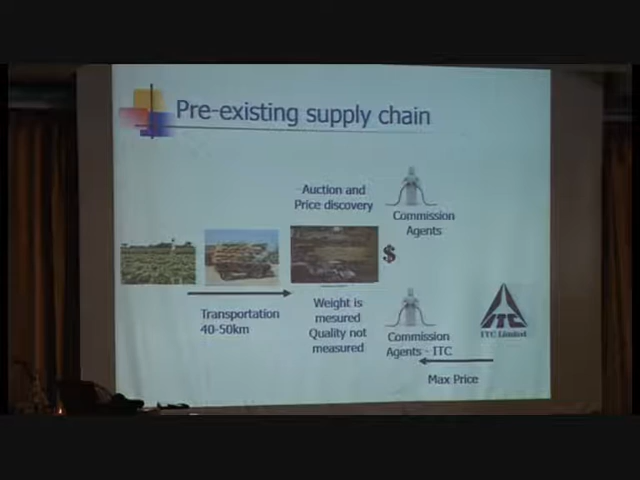 Pre-existing supply chain
Auction and
Price discovery
Commission
Agents
$
Transportation
40-50km
Weight is
mesured
Quality not
measured
Commission
Agents - ITC
ITC
ITC Limited
Max Price